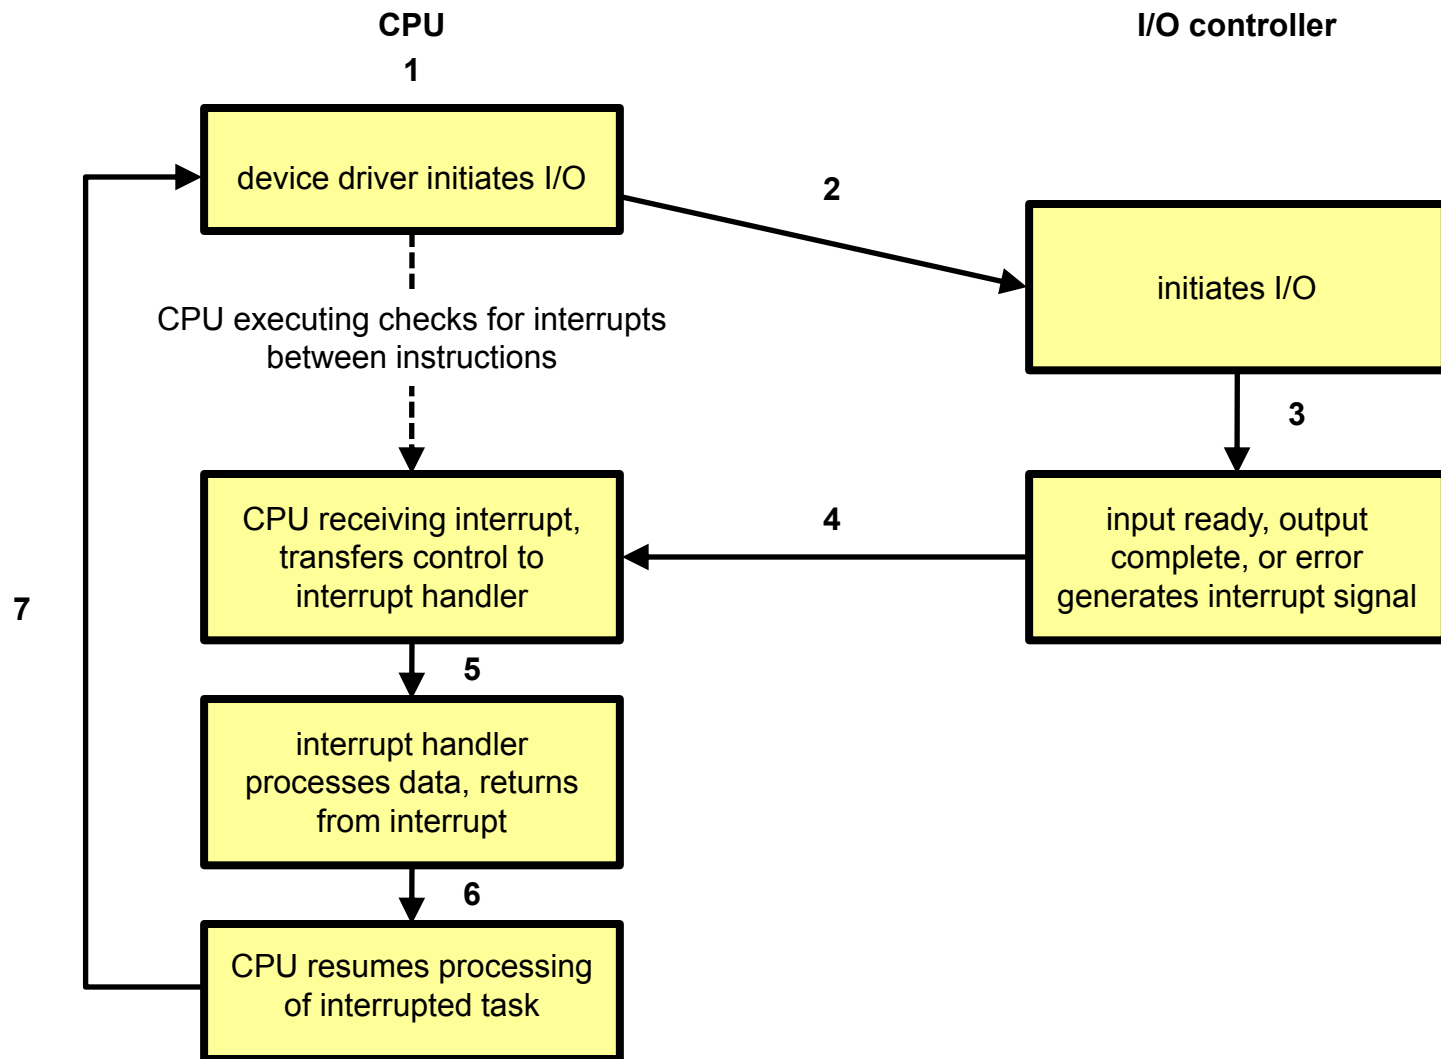 CPU
I/O controller
1
device driver initiates I/O
2
initiates I/O
CPU executing checks for interrupts
between instructions
3
CPU receiving interrupt,
transfers control to
interrupt handler
4
input ready, output
complete, or error
generates interrupt signal
7
5
interrupt handler
processes data, returns
from interrupt
6
CPU resumes processing
of interrupted task